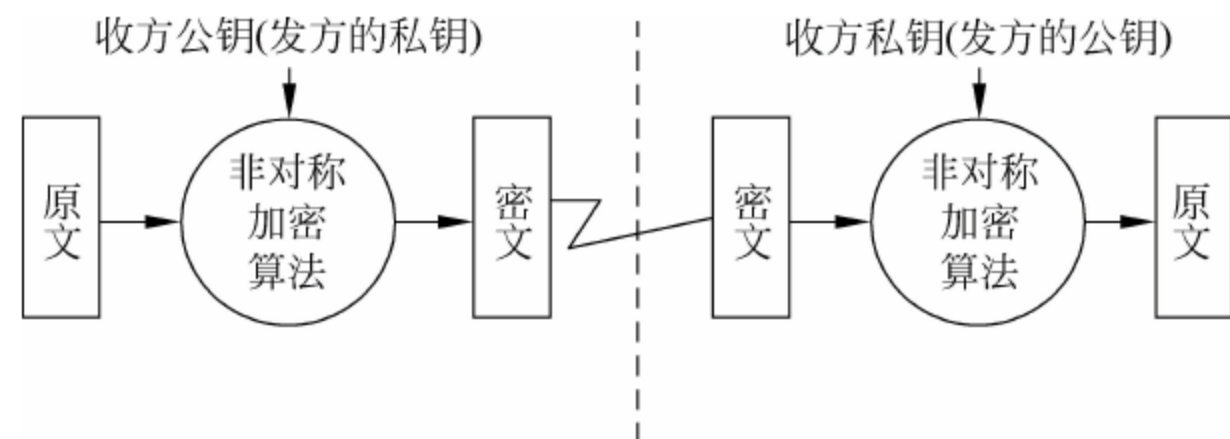 收方公钥(发方的私钥)
收方私钥(发方的公钥)
原
文
非对称
加密
算法
密
文
密
文
非对称
加密
算法
原
文